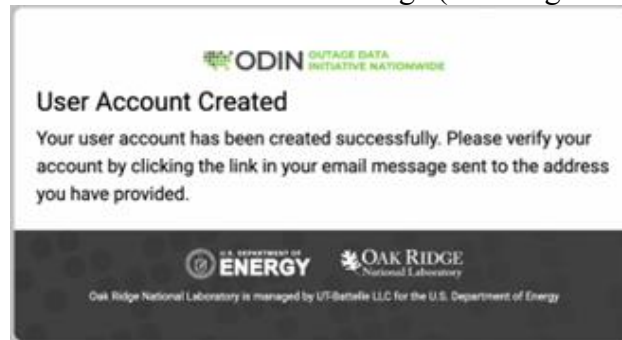 ODIN OUTAGE DATA
INITIATIVE NATIONWIDE
User Account Created
Your user account has been created successfully. Please verify your
account by clicking the link in your email message sent to the address
you have provided.
U.S. DEPARTMENT OF
ENERGY
OAK RIDGE
National Laboratory
Oak Ridge National Laboratory is managed by UT-Battelle LLC for the U.S. Department of Energy